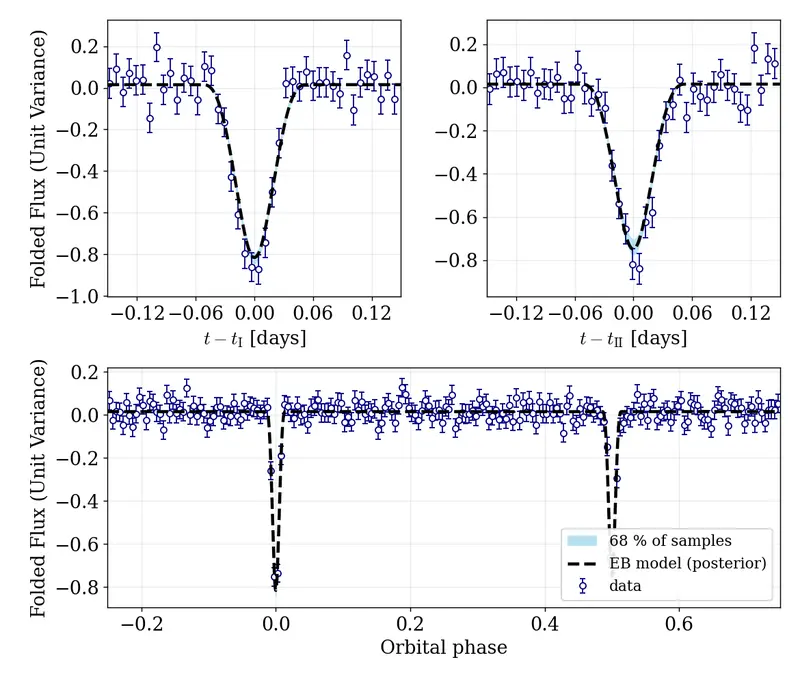 Folded Flux (Unit Variance)
0.2
0.0
−0.2
−0.4
−0.6
−0.8
−1.0
−0.12 −0.06 0.00 0.06 0.12
t − tI [days]
0.2
0.0
−0.2
−0.4
−0.6
−0.8
−0.12 −0.06 0.00 0.06 0.12
t − tII [days]
Folded Flux (Unit Variance)
0.2
0.0
−0.2
−0.4
−0.6
−0.8
68 % of samples
EB model (posterior)
data
−0.2 0.0 0.2 0.4 0.6
Orbital phase